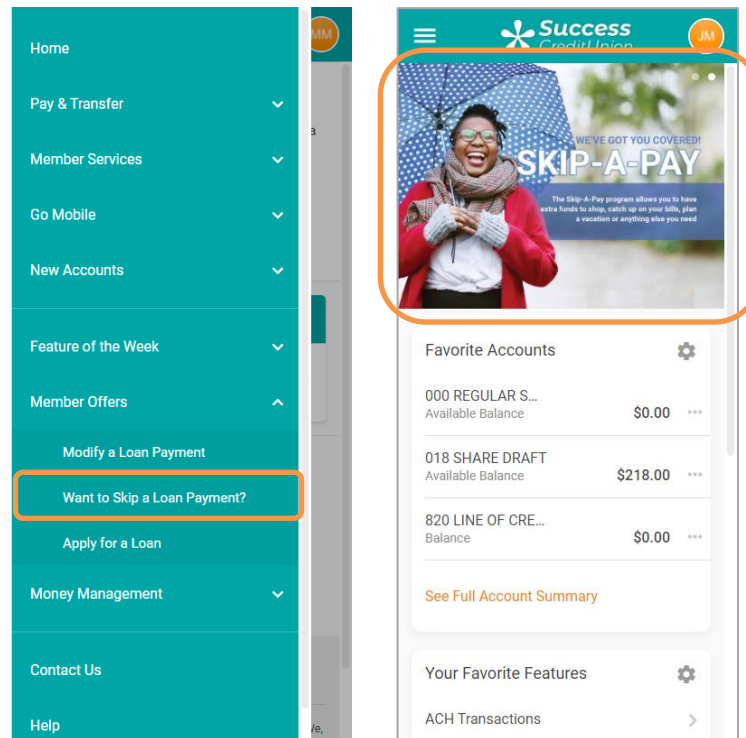 MM
Home
Pay & Transfer
a
Member Services
Go Mobile
New Accounts
Feature of the Week
Member Offers
Modify a Loan Payment
Want to Skip a Loan Payment?
Apply for a Loan
Money Management
Contact Us
Help
Je,
Success
CreditUnion
JM
WE'VE GOT YOU COVERED!
SKIP-A-PAY
The Skip-A-Pay program allows you to have
extra funds to shop, catch up on your bills, plan
a vacation or anything else you need
Favorite Accounts
000 REGULAR S...
Available Balance $0.00
018 SHARE DRAFT
Available Balance $218.00
820 LINE OF CRE...
Balance $0.00
See Full Account Summary
Your Favorite Features
ACH Transactions